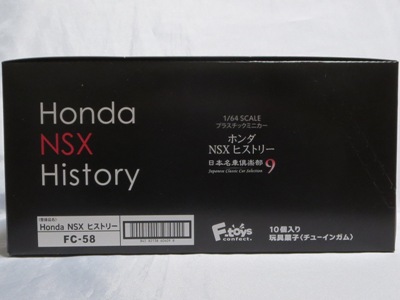 Honda
NSX
History
1/64 SCALE
プラスチックミニカー
ホンダ
NSX ヒストリー
日本名車倶楽部 9
Japanese Classic Car Selection
Honda NSX ヒストリー
FC-58
F-toys
confect.
10個入り
玩具菓子〈チューインガム〉